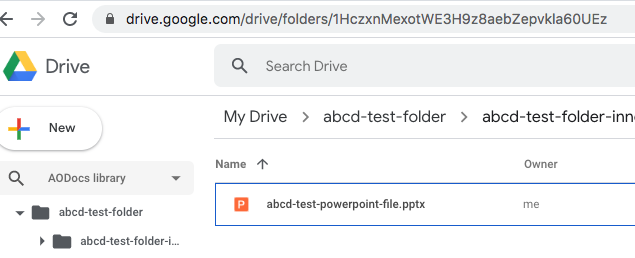 drive.google.com/drive/folders/1HczxnMexotWE3H9z8aebZepvkla60UEz
Drive
Search Drive
New
My Drive > abcd-test-folder > abcd-test-folder-inn
Name ↑ Owner
AODocs library
abcd-test-powerpoint-file.pptx me
abcd-test-folder
abcd-test-folder-i...